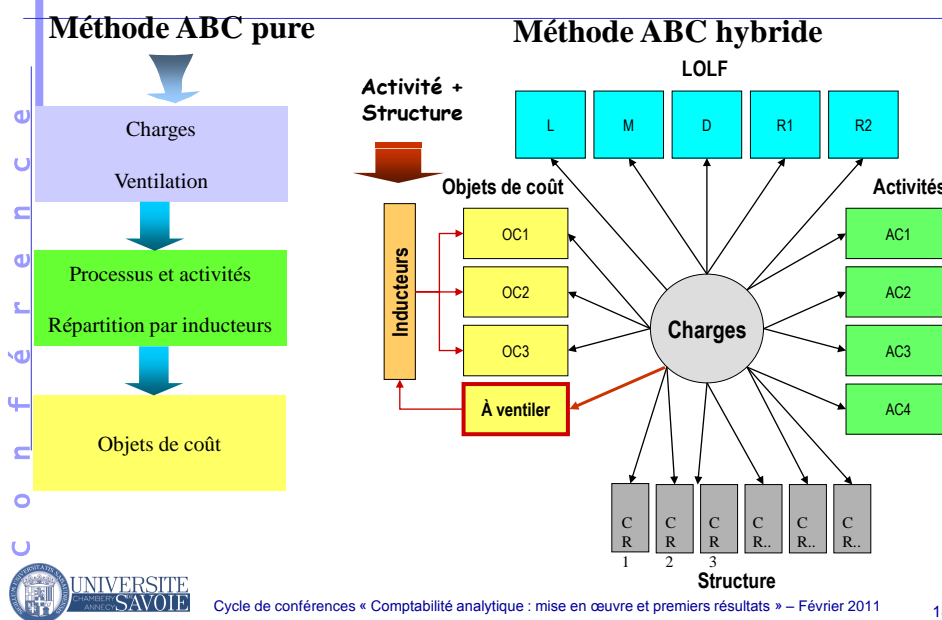 Méthode ABC pure
Méthode ABC hybride
Conférence
Charges
Ventilation
Processus et activités
Répartition par inducteurs
Objets de coût
Activité +
Structure
LOLF
L
M
D
R1
R2
Objets de coût
Activités
Inducteurs
OC1
OC2
OC3
À ventiler
Charges
AC1
AC2
AC3
AC4
C
R
1
C
R
2
C
R
3
C
R..
C
R..
C
R..
Structure
UNIVERSITE
CHAMBERY
ANNECY SAVOIE
Cycle de conférences « Comptabilité analytique : mise en œuvre et premiers résultats » – Février 2011